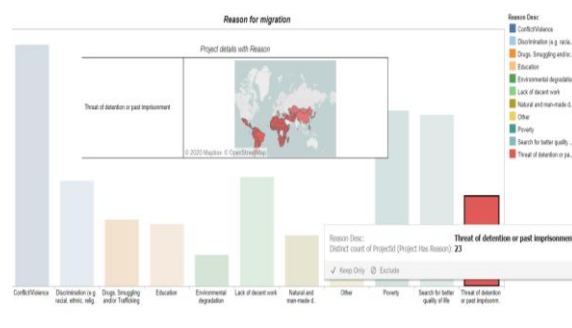 Reason for migration
Project details with Reason
Threat of detention or past imprisonment
© 2020 Mapbox © OpenStreetMap
Reason Desc:
Threat of detention or past imprisonment
Distinct count of ProjectId (Project Has Reason): 23
✓ Keep Only
Exclude
Conflict/Violence
Discrimination (e.g.
racial, ethnic, relig..
Drugs, Smuggling
and/or Trafficking
Education
Environmental
degradation
Lack of decent work
Natural and
man-made d..
Other
Poverty
Search for better
quality of life
Threat of detention
or past imprisonm..
Reason Desc
Conflict/Violence
Discrimination (e.g. racia..
Drugs, Smuggling and/or..
Education
Environmental degradatio
Lack of decent work
Natural and man-made d..
Other
Poverty
Search for better quality ..
Threat of detention or pa..